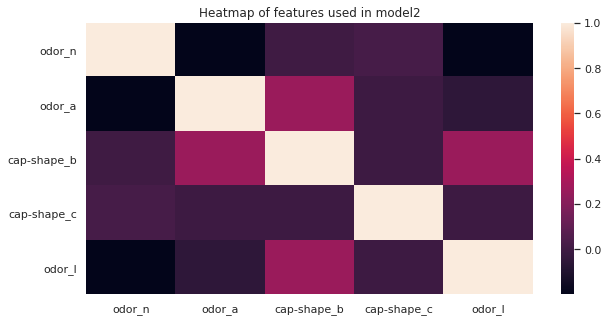 Heatmap of features used in model2
odor_n
odor_a
cap-shape_b
cap-shape_c
odor_l
odor_n
odor_a
cap-shape_b
cap-shape_c
odor_l
1.0
0.8
0.6
0.4
0.2
0.0